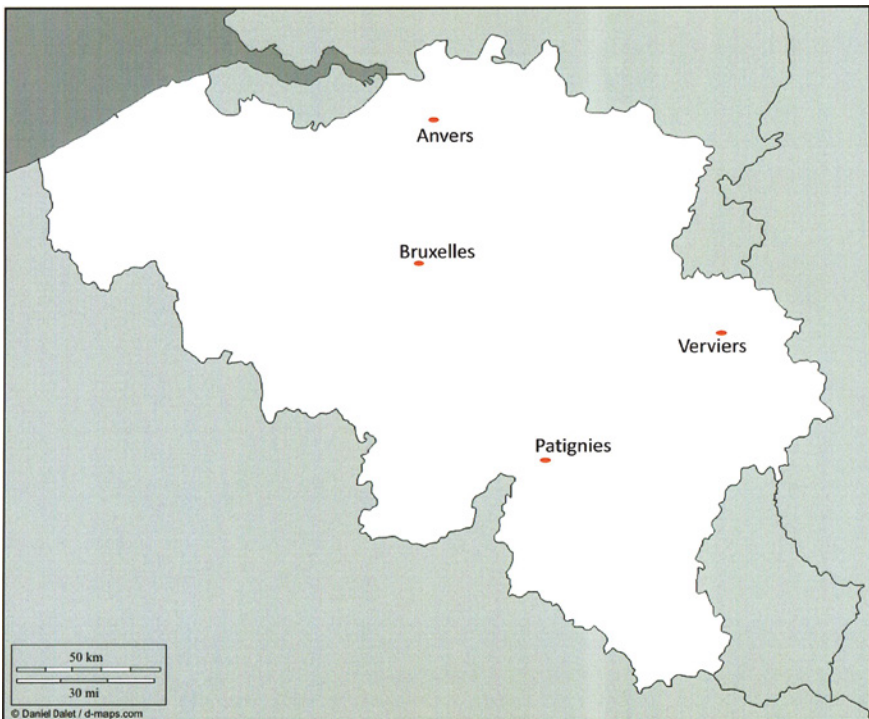 Anvers
Bruxelles
Verviers
Patignies
50 km
30 mi
© Daniel Dalet / d-maps.com